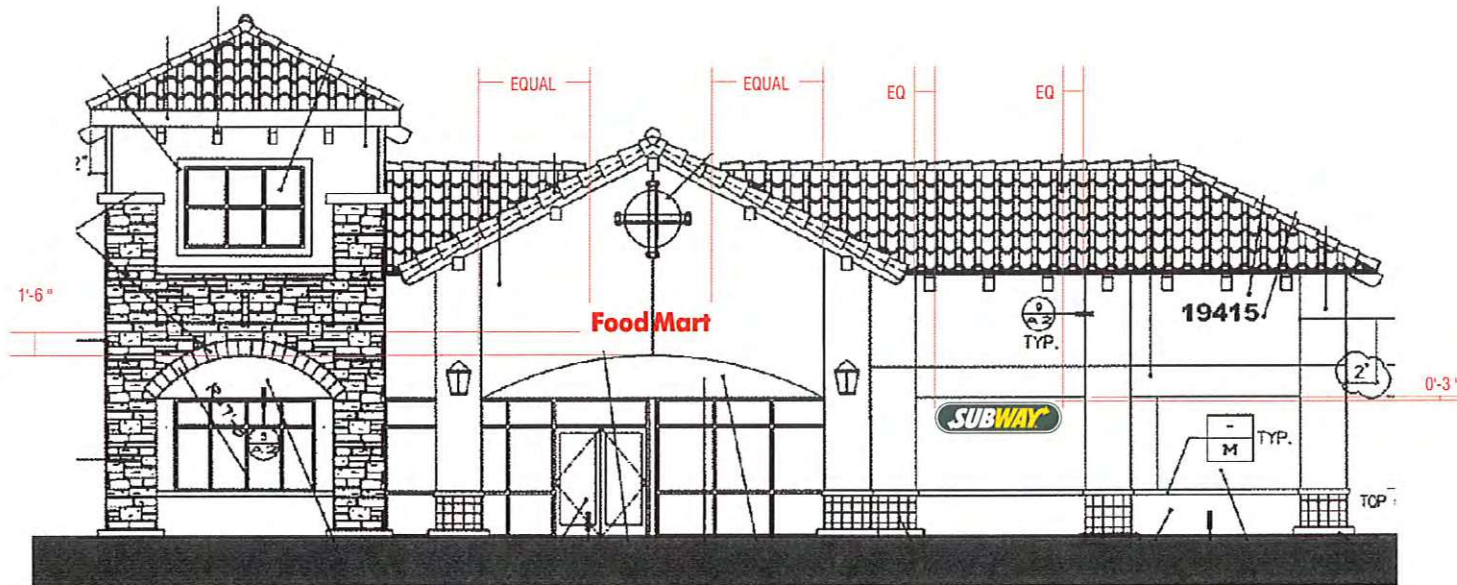 EQUAL
EQUAL
EQ
EQ
2"
1'-6"
Food Mart
TYP.
19415
2"
0'-3"
SUBWAY
TYP.
M
TOP